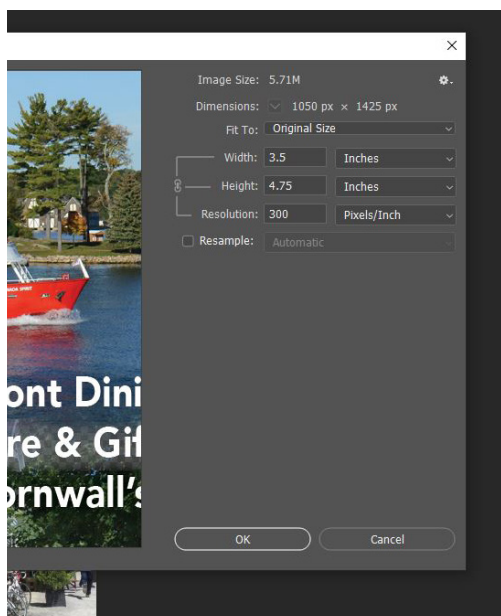 Image Size: 5.71M
Dimensions: 1050 px × 1425 px
Fit To: Original Size
Width: 3.5 Inches
Height: 4.75 Inches
Resolution: 300 Pixels/Inch
Resample: Automatic
ont Dini
re & Gif
ornwall's
OK Cancel